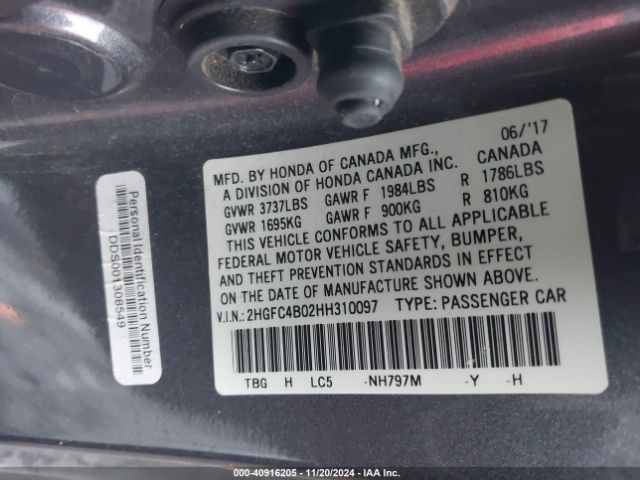 Personal Identification Number
DDS001308549
06/'17
MFD. BY HONDA OF CANADA MFG.,
A DIVISION OF HONDA CANADA INC. CANADA
GVWR 3737LBS GAWR F 1984LBS R 1786LBS
GVWR 1695KG GAWR F 900KG R 810KG
THIS VEHICLE CONFORMS TO ALL APPLICABLE
FEDERAL MOTOR VEHICLE SAFETY, BUMPER,
AND THEFT PREVENTION STANDARDS IN EFFECT
ON THE DATE OF MANUFACTURE SHOWN ABOVE.
V.I.N.: 2HGFC4B02HH310097 TYPE: PASSENGER CAR
TBG H LC5 -NH797M -Y -H
000-40916205 - 11/20/2024 - IAA Inc.